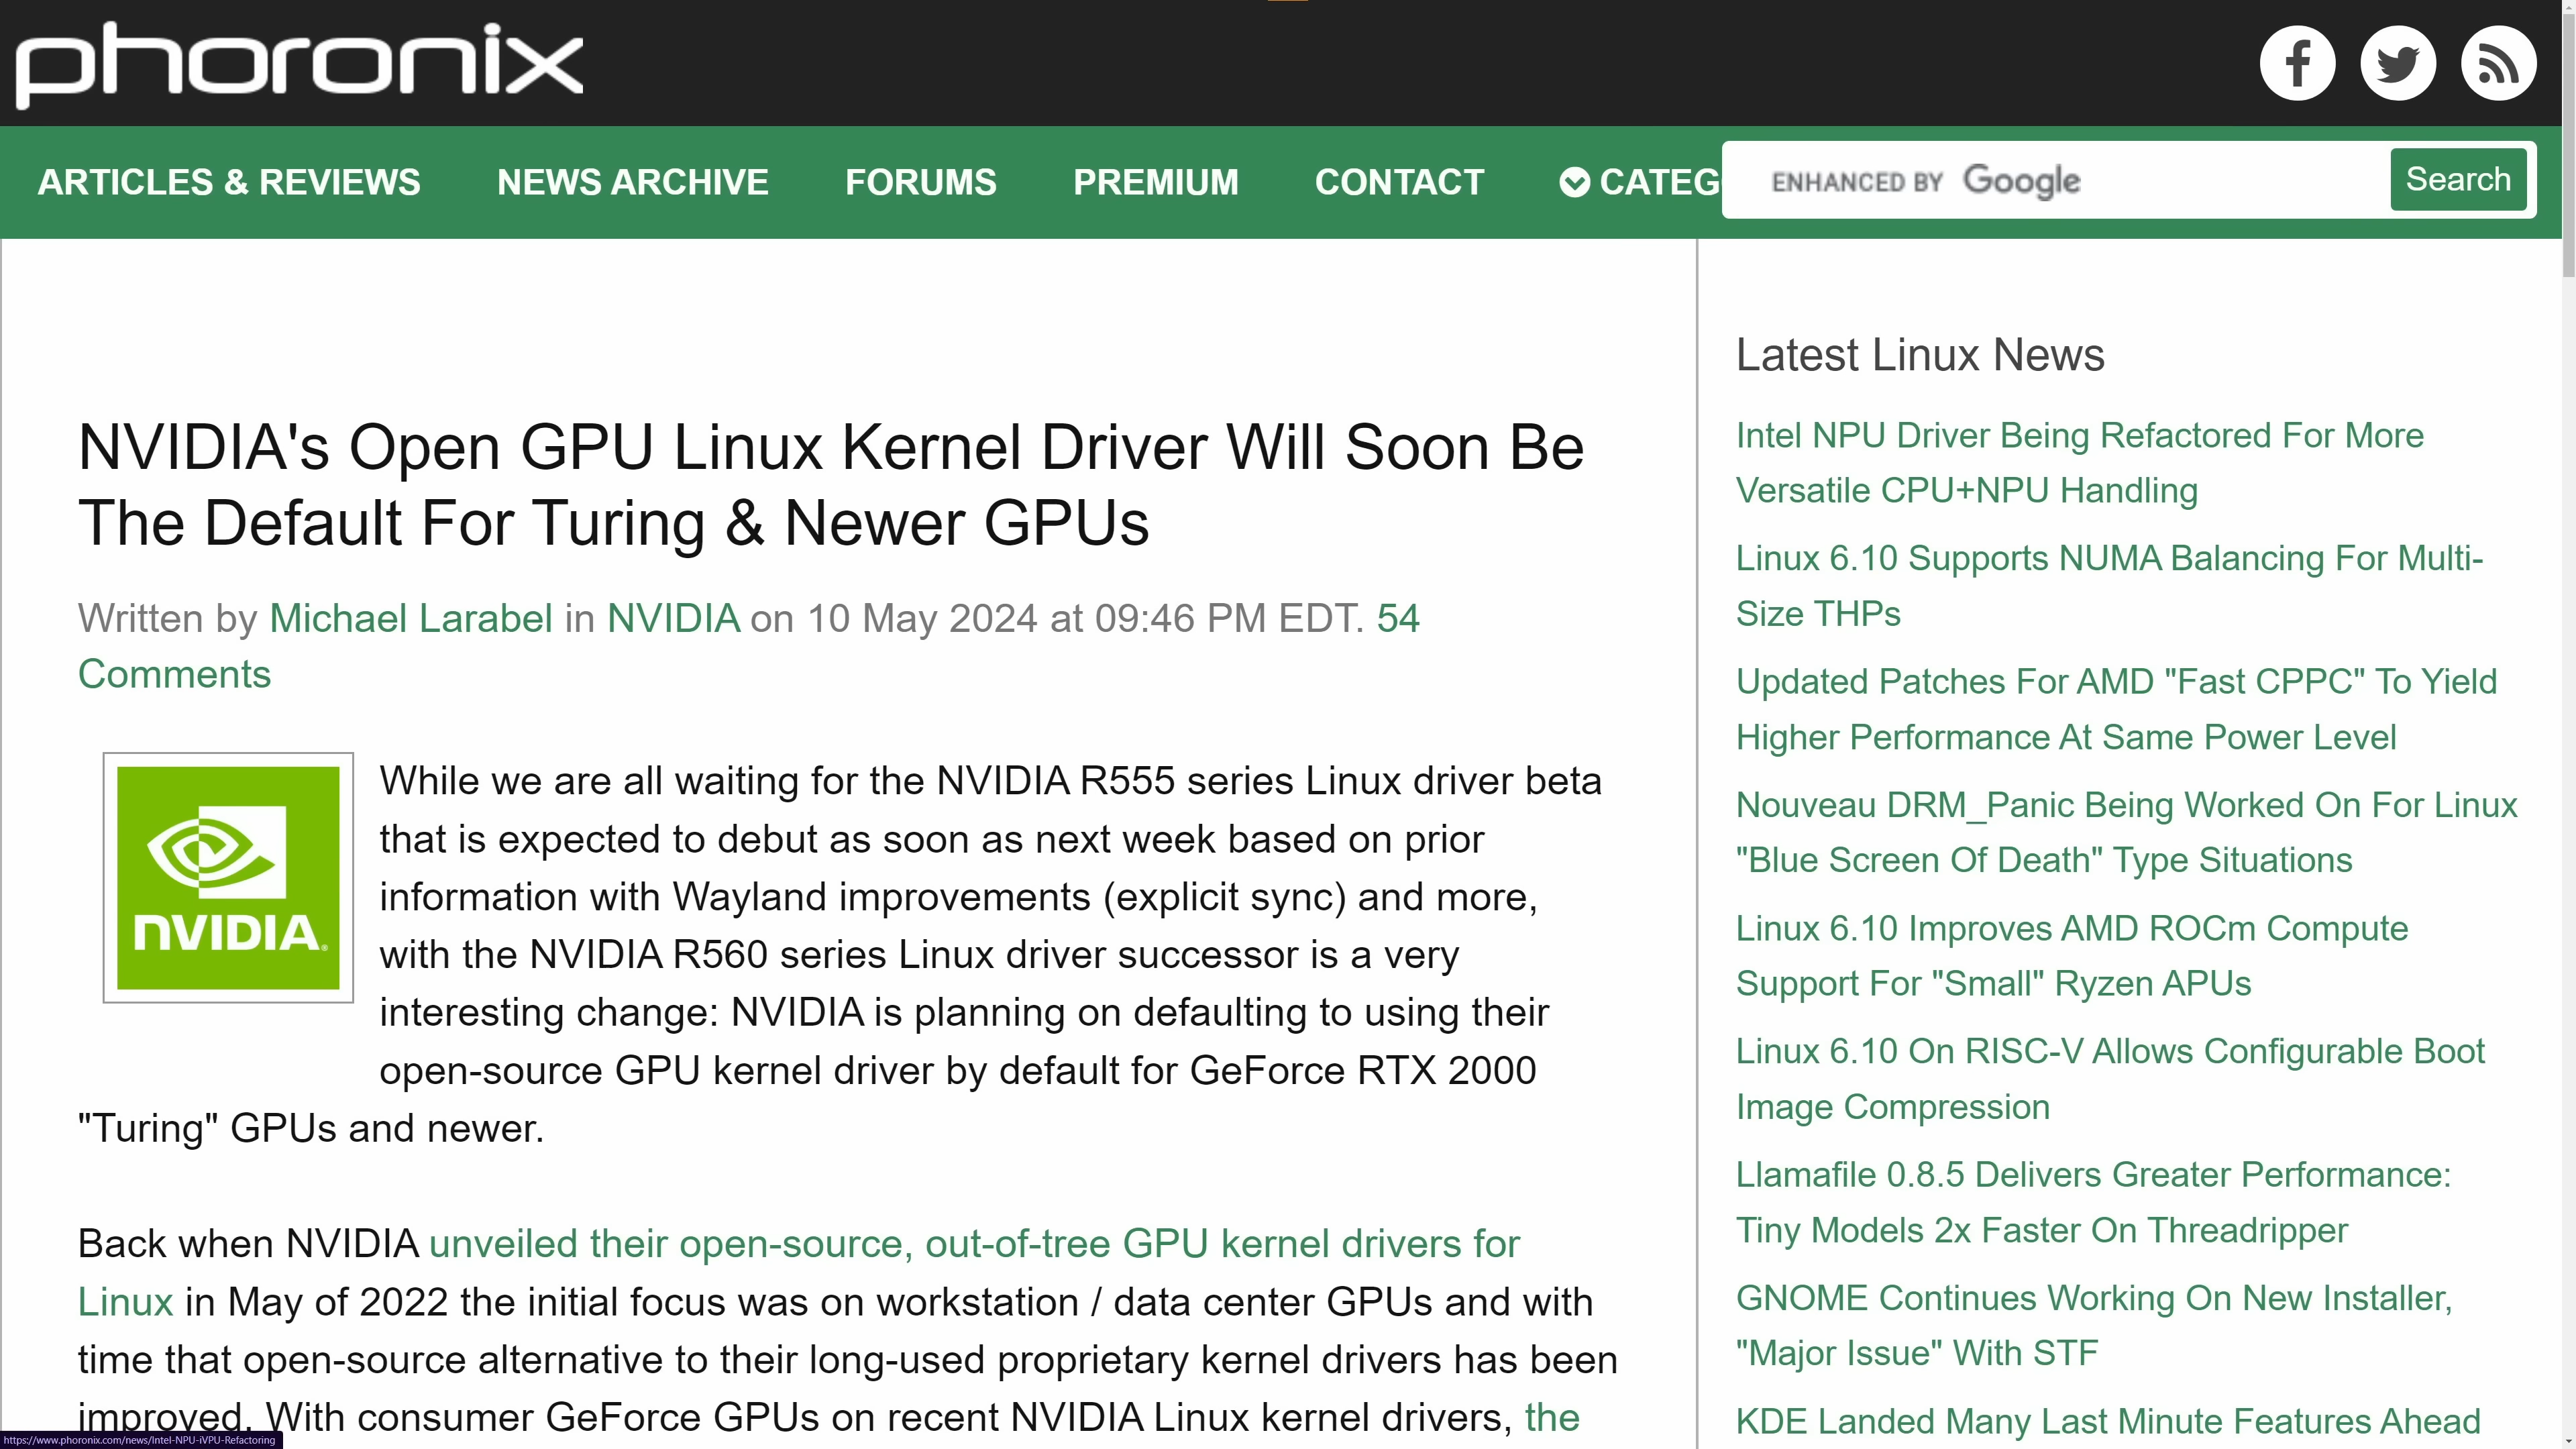 phoronix
ARTICLES & REVIEWS
NEWS ARCHIVE
FORUMS
PREMIUM
CONTACT
CATEG
ENHANCED BY Google
Search
NVIDIA's Open GPU Linux Kernel Driver Will Soon Be
The Default For Turing & Newer GPUs
Written by Michael Larabel in NVIDIA on 10 May 2024 at 09:46 PM EDT. 54
Comments
NVIDIA®
While we are all waiting for the NVIDIA R555 series Linux driver beta
that is expected to debut as soon as next week based on prior
information with Wayland improvements (explicit sync) and more,
with the NVIDIA R560 series Linux driver successor is a very
interesting change: NVIDIA is planning on defaulting to using their
open-source GPU kernel driver by default for GeForce RTX 2000
"Turing" GPUs and newer.
Back when NVIDIA unveiled their open-source, out-of-tree GPU kernel drivers for
Linux in May of 2022 the initial focus was on workstation / data center GPUs and with
time that open-source alternative to their long-used proprietary kernel drivers has been
improved. With consumer GeForce GPUs on recent NVIDIA Linux kernel drivers, the
Latest Linux News
Intel NPU Driver Being Refactored For More
Versatile CPU+NPU Handling
Linux 6.10 Supports NUMA Balancing For Multi-
Size THPs
Updated Patches For AMD "Fast CPPC" To Yield
Higher Performance At Same Power Level
Nouveau DRM_Panic Being Worked On For Linux
"Blue Screen Of Death" Type Situations
Linux 6.10 Improves AMD ROCm Compute
Support For "Small" Ryzen APUs
Linux 6.10 On RISC-V Allows Configurable Boot
Image Compression
Llamafile 0.8.5 Delivers Greater Performance:
Tiny Models 2x Faster On Threadripper
GNOME Continues Working On New Installer,
"Major Issue" With STF
KDE Landed Many Last Minute Features Ahead
https://www.phoronix.com/news/Intel-NPU-iVPU-Refactoring